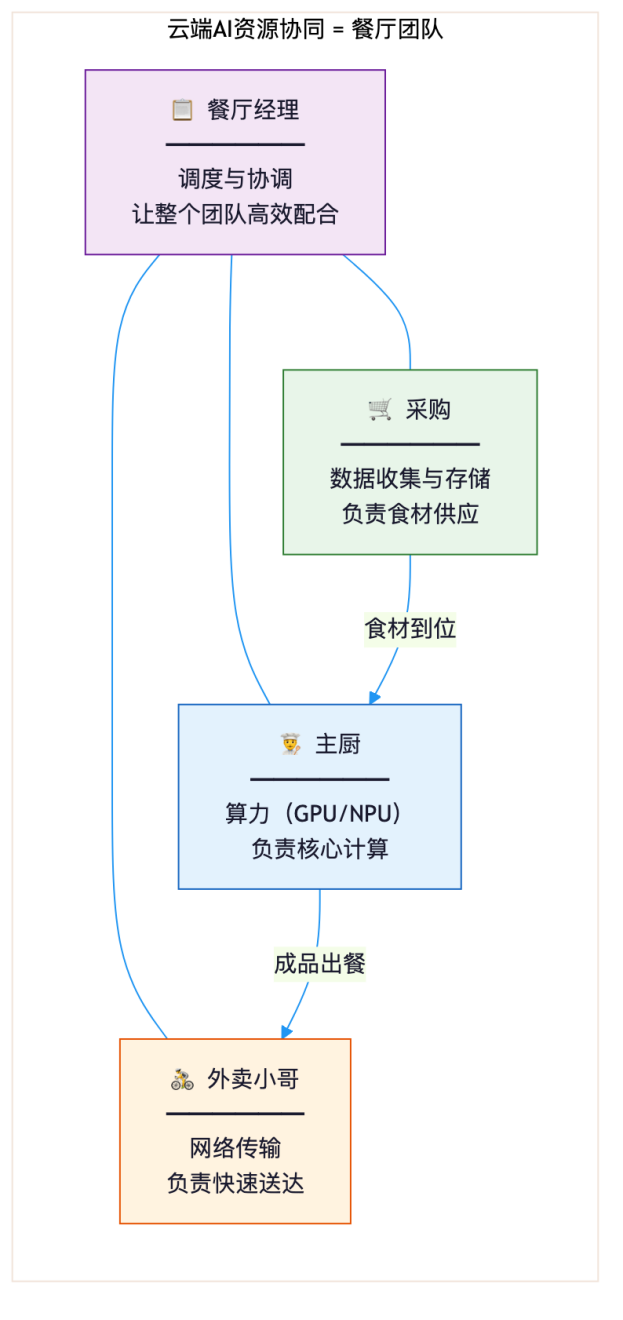 云端AI资源协同 = 餐厅团队
📋 餐厅经理
调度与协调
让整个团队高效配合
🛒 采购
数据收集与存储
负责食材供应
食材到位
👨‍🍳 主厨
算力（GPU/NPU）
负责核心计算
成品出餐
🚴 外卖小哥
网络传输
负责快速送达